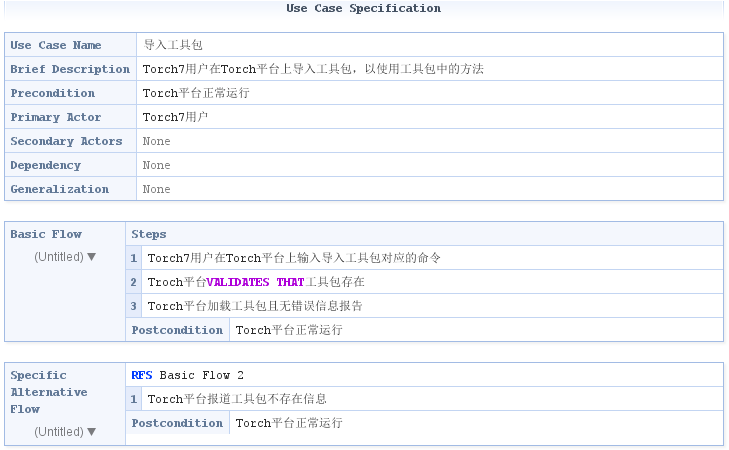 Use Case Specification
Use Case Name 导入工具包
Brief Description Torch7用户在Torch平台上导入工具包，以使用工具包中的方法
Precondition Torch平台正常运行
Primary Actor Torch7用户
Secondary Actors None
Dependency None
Generalization None
Basic Flow Steps
(Untitled) ▼
1 Torch7用户在Torch平台上输入导入工具包对应的命令
2 Troch平台VALIDATES THAT工具包存在
3 Torch平台加载工具包且无错误信息报告
Postcondition Torch平台正常运行
Specific
Alternative
Flow
(Untitled) ▼
RFS Basic Flow 2
1 Torch平台报道工具包不存在信息
Postcondition Torch平台正常运行